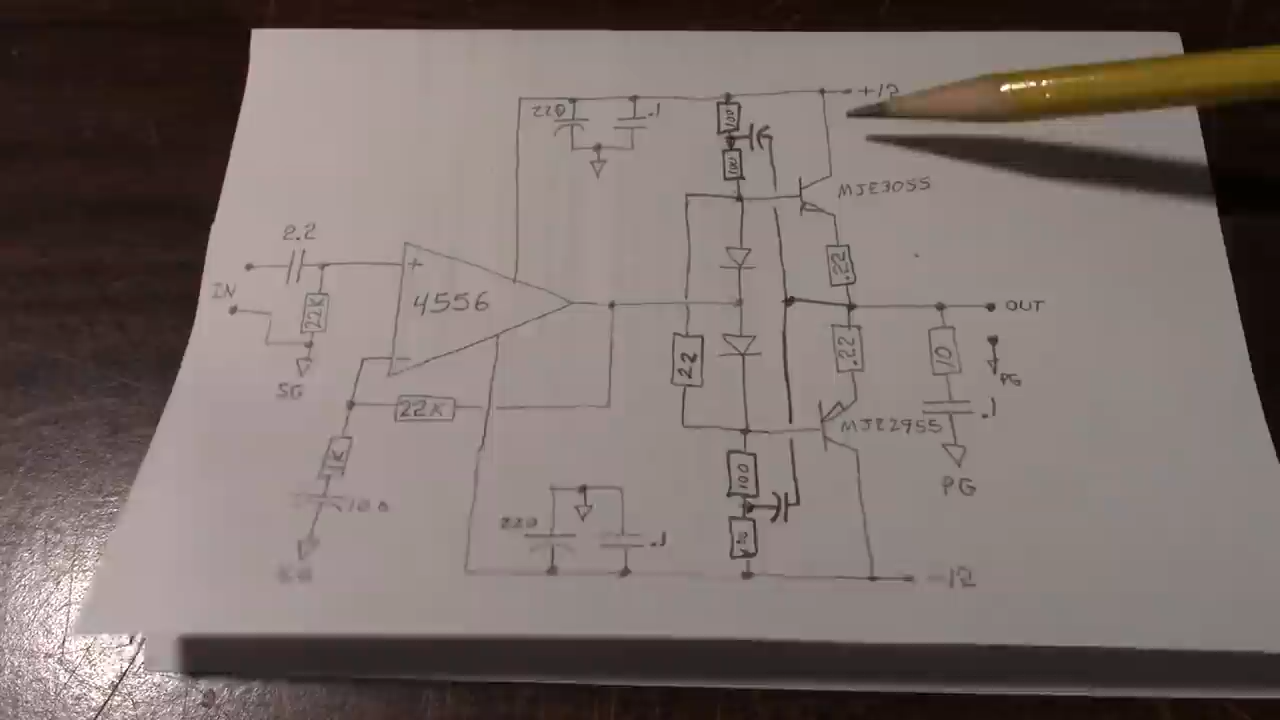 +12
220
.1
100
100
MJE3055
2.2
.22
IN
+
22K
4556
OUT
.22
10
22
PG
SG
22K
.1
MJE2955
1K
100
PG
100
220
.1
-12